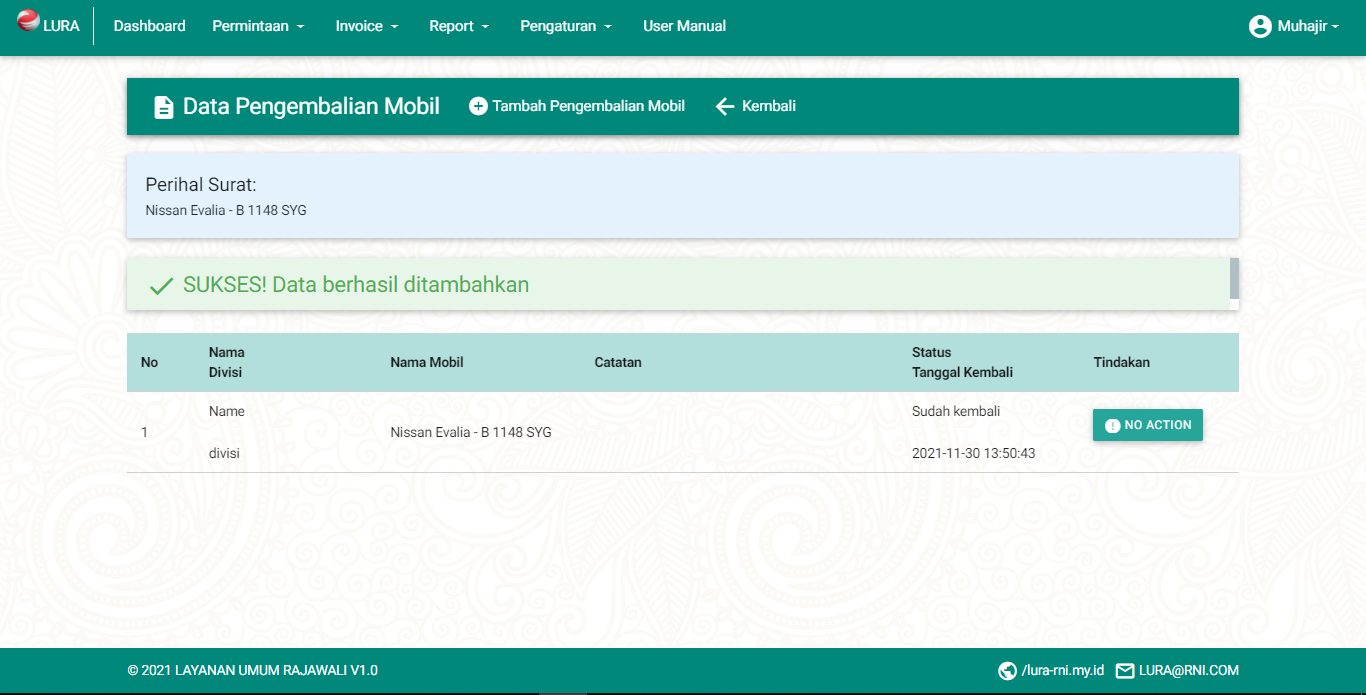 LURA Dashboard Permintaan Invoice Report Pengaturan User Manual Muhajir
Data Pengembalian Mobil Tambah Pengembalian Mobil Kembali
Perihal Surat:
Nissan Evalia - B 1148 SYG
SUKSES! Data berhasil ditambahkan
No Nama Divisi Nama Mobil Catatan Status Tanggal Kembali Tindakan
1 Name divisi Nissan Evalia - B 1148 SYG Sudah kembali 2021-11-30 13:50:43 NO ACTION
© 2021 LAYANAN UMUM RAJAWALI V1.0 /lura-rni.my.id LURA@RNI.COM